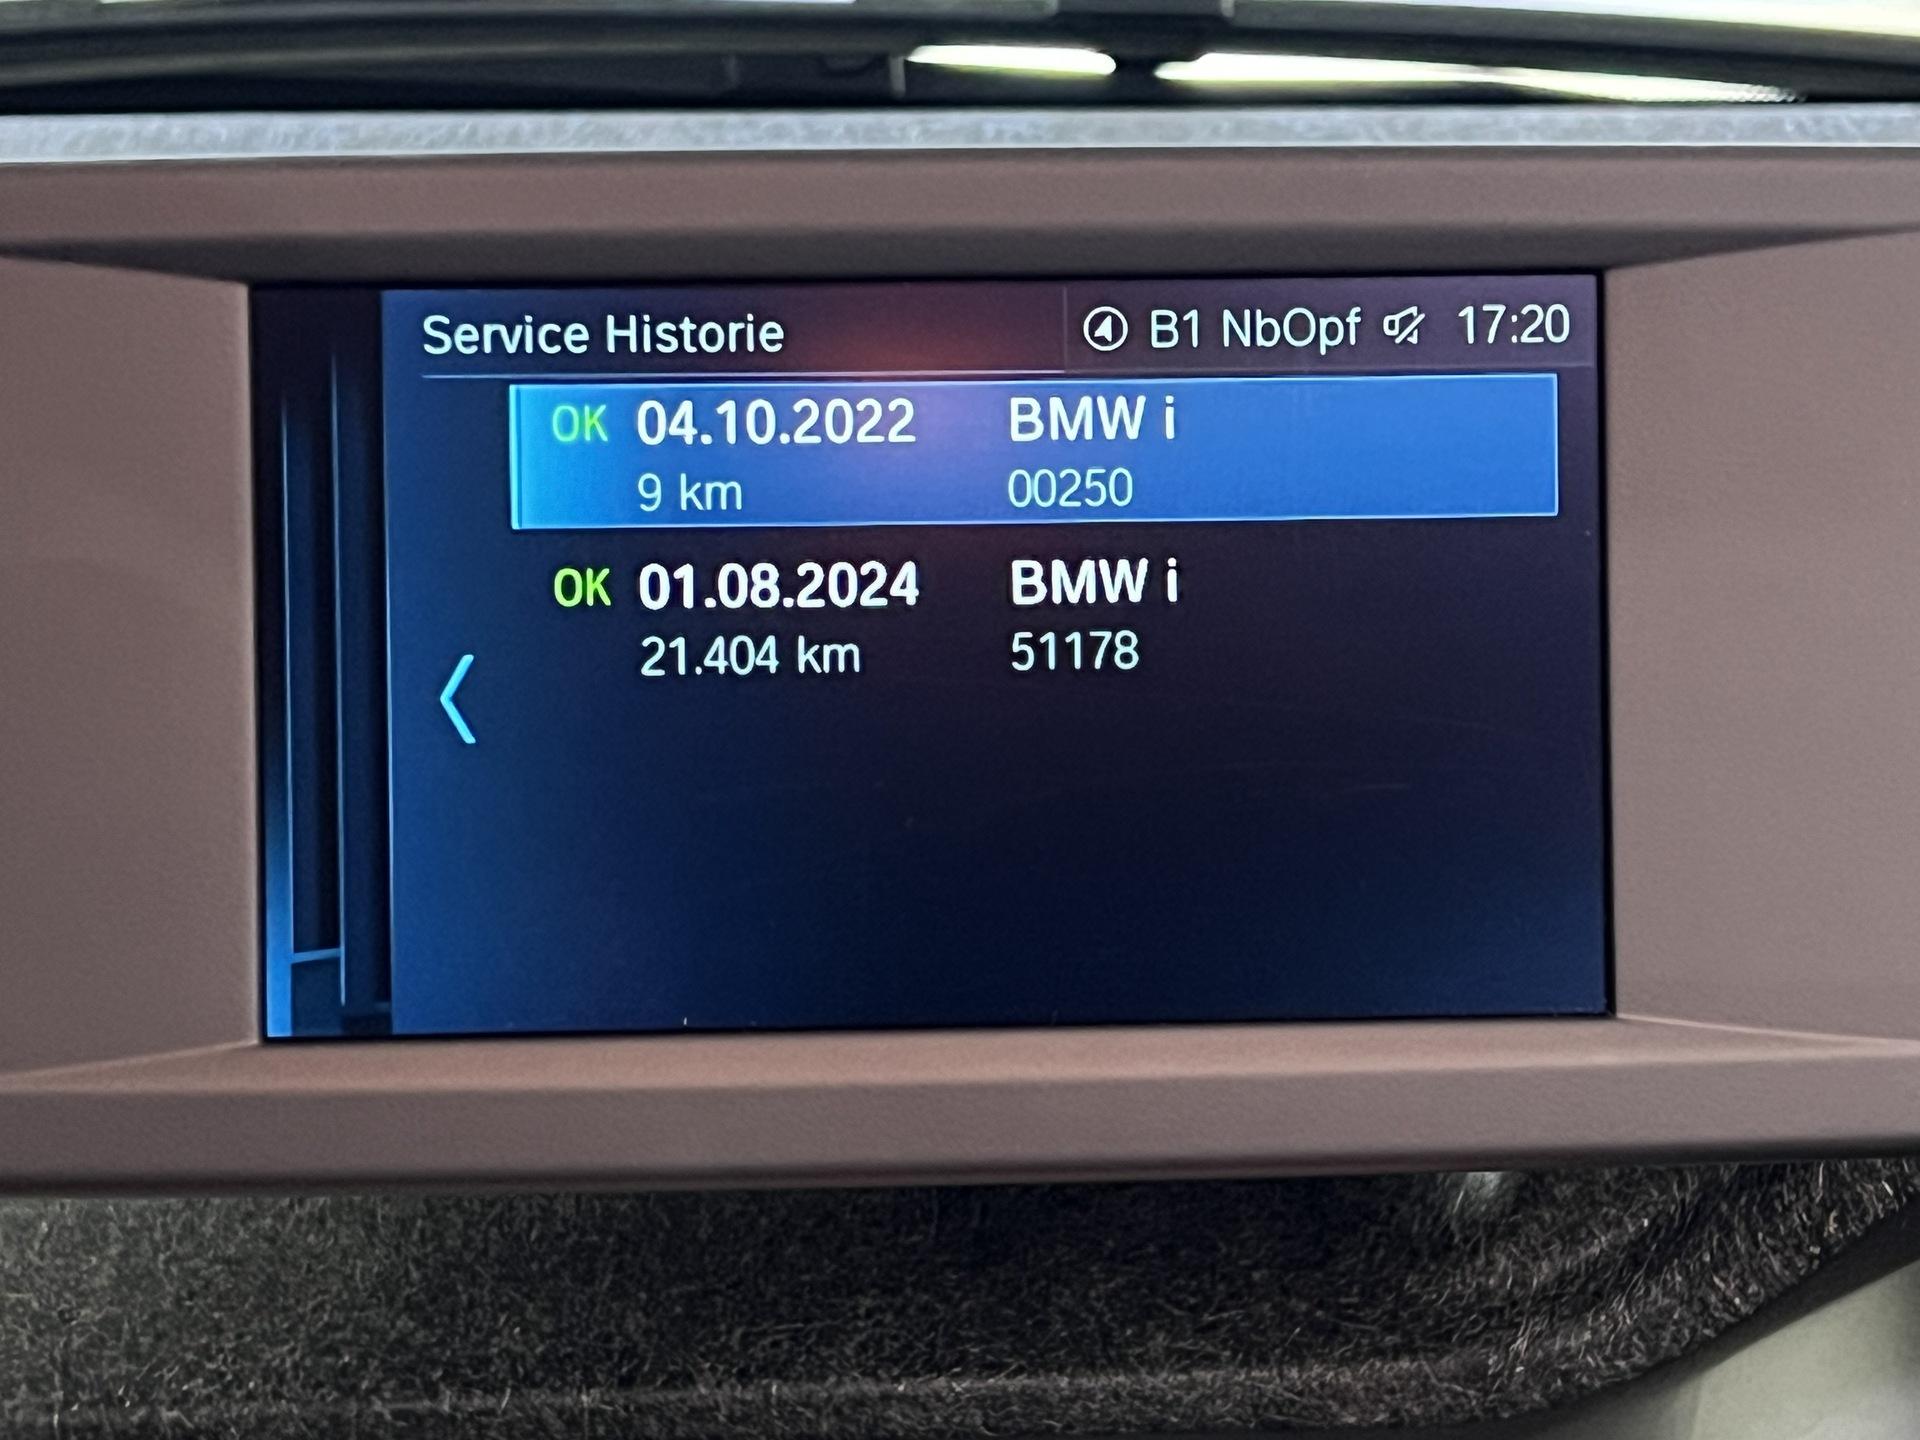 Service Historie B1 NbOpf 17:20
OK 04.10.2022 BMW i
9 km 00250
OK 01.08.2024 BMW i
21.404 km 51178